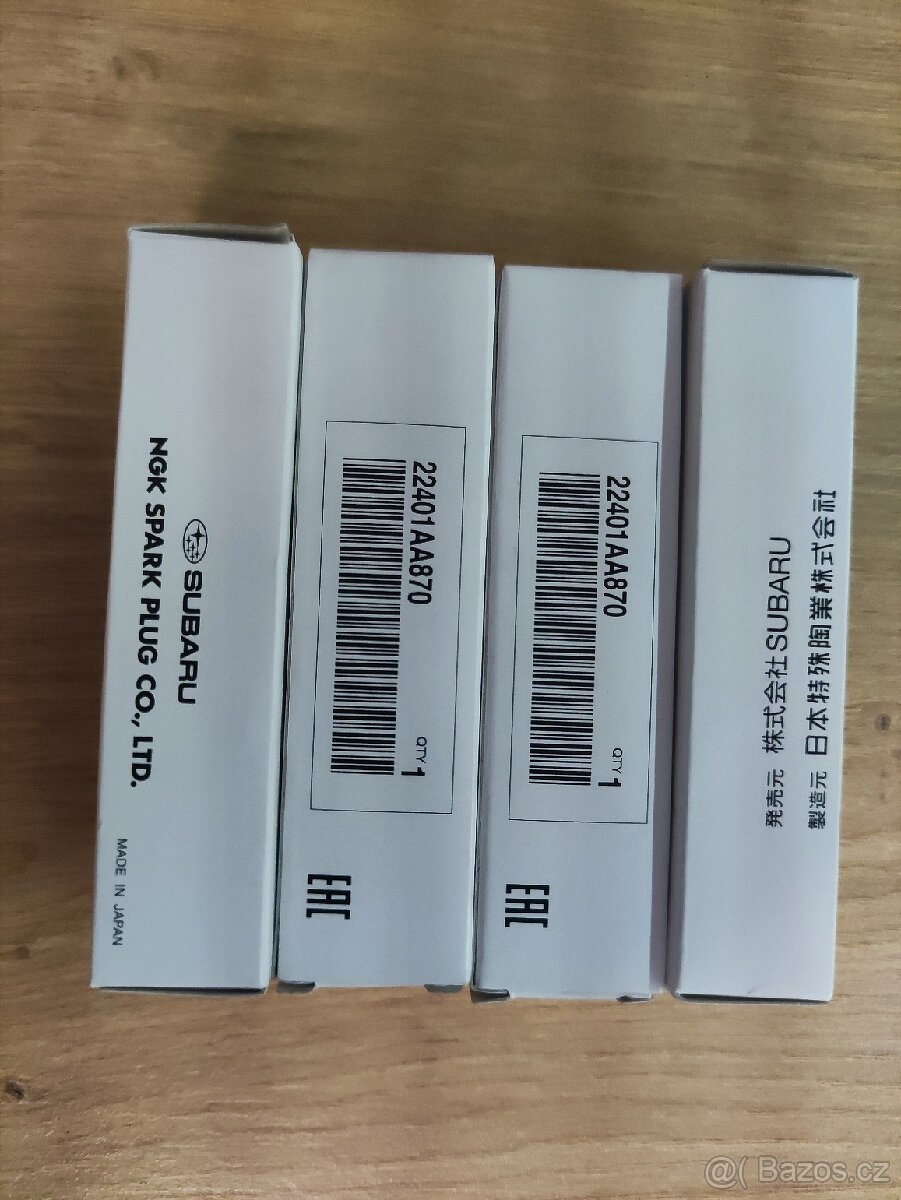 SUBARU
NGK SPARK PLUG CO., LTD.
MADE IN JAPAN
22401AA870
QTY 1
EAC
22401AA870
QTY 1
EAC
発売元 株式会社SUBARU
製造元 日本特殊陶業株式会社
@( Bazos.cz